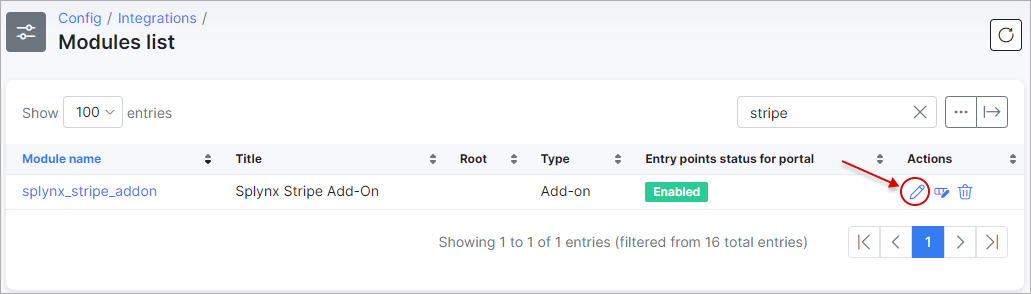 Config / Integrations /
Modules list
Show 100 entries stripe
Module name Title Root Type Entry points status for portal Actions
splynx_stripe_addon Splynx Stripe Add-On Add-on Enabled
Showing 1 to 1 of 1 entries (filtered from 16 total entries) 1